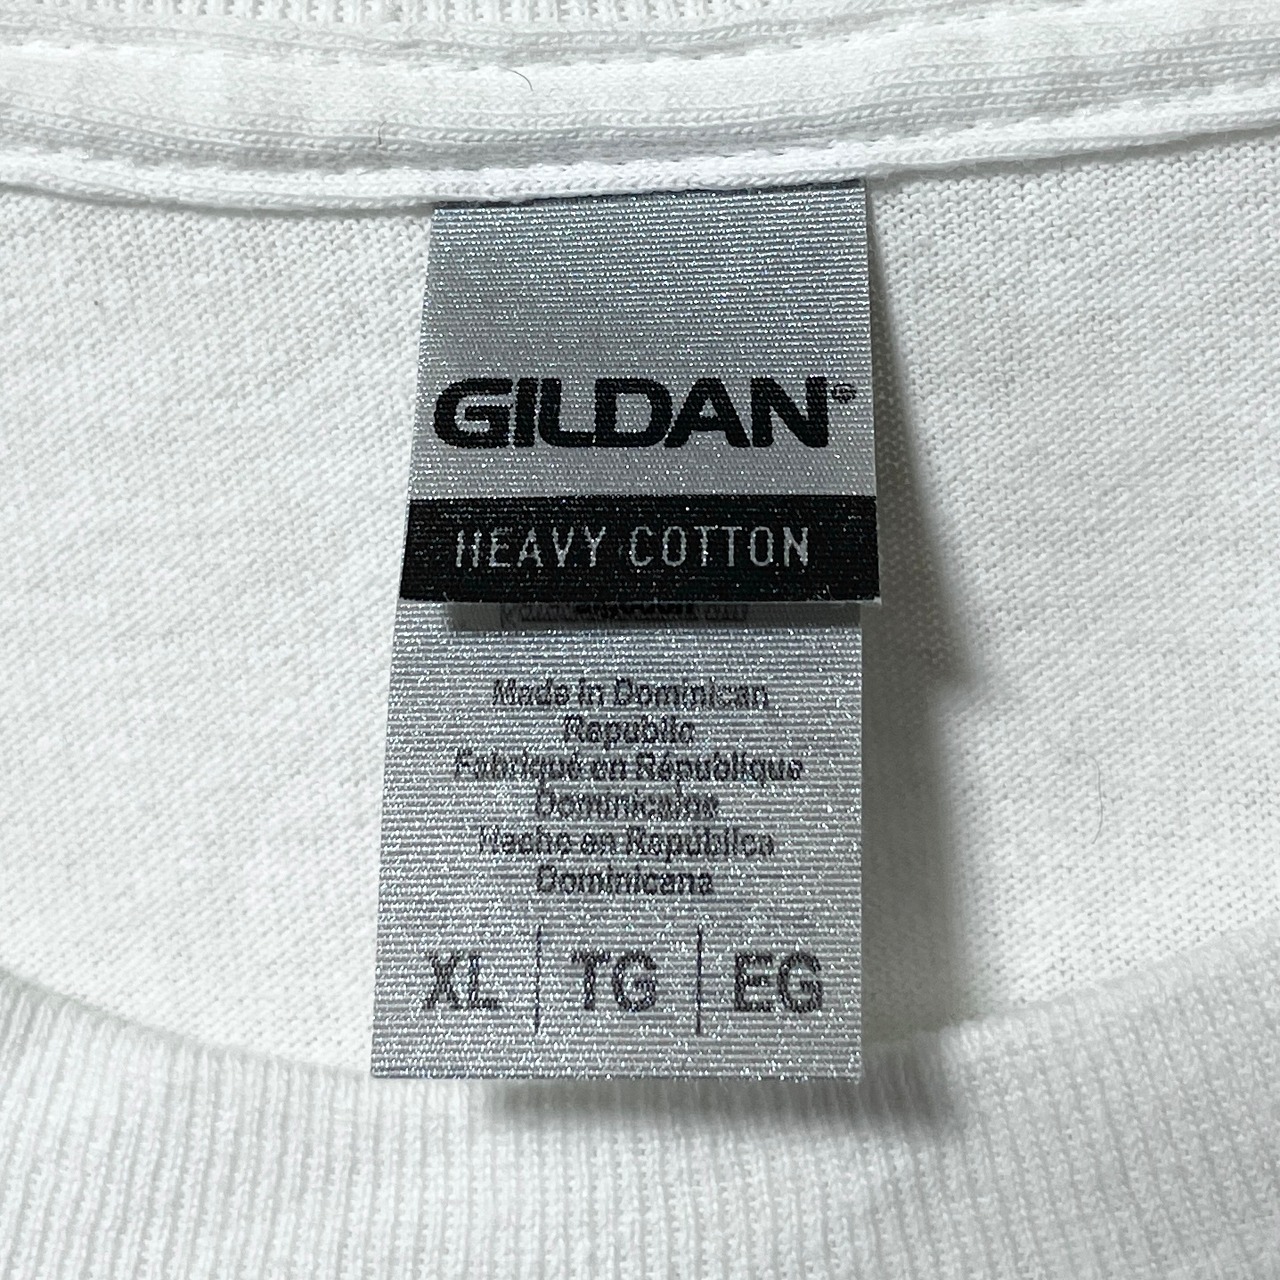 GILDAN®
HEAVY COTTON
Made in Dominican
Republic
Fabriqué en République
Dominicaine
Hecho en República
Dominicana
XL | TG | EG